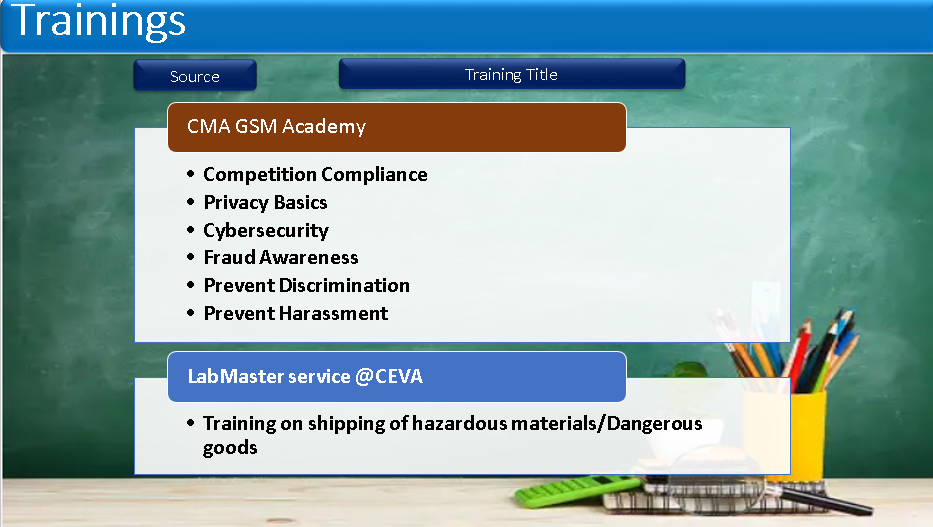 Trainings
Source
Training Title
CMA GSM Academy
• Competition Compliance
• Privacy Basics
• Cybersecurity
• Fraud Awareness
• Prevent Discrimination
• Prevent Harassment
LabMaster service @CEVA
• Training on shipping of hazardous materials/Dangerous
goods